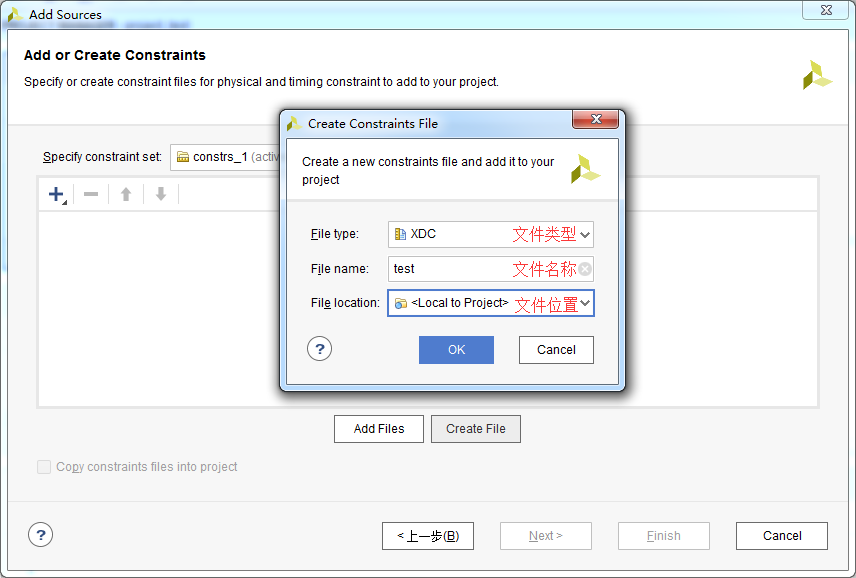 Add Sources
Add or Create Constraints
Specify or create constraint files for physical and timing constraint to add to your project.
Specify constraint set: constrs_1 (activ
Create Constraints File
Create a new constraints file and add it to your
project
File type: XDC 文件类型
File name: test 文件名称
File location: <Local to Project> 文件位置
? OK Cancel
Add Files Create File
Copy constraints files into project
? < 上一步(B) Next > Finish Cancel